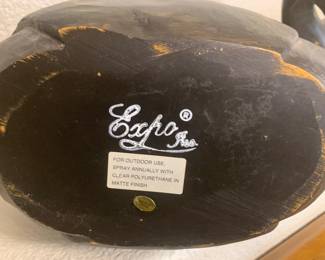 Expo ®
Inc.
FOR OUTDOOR USE,
SPRAY ANNUALLY WITH
CLEAR POLYURETHANE IN
MATTE FINISH